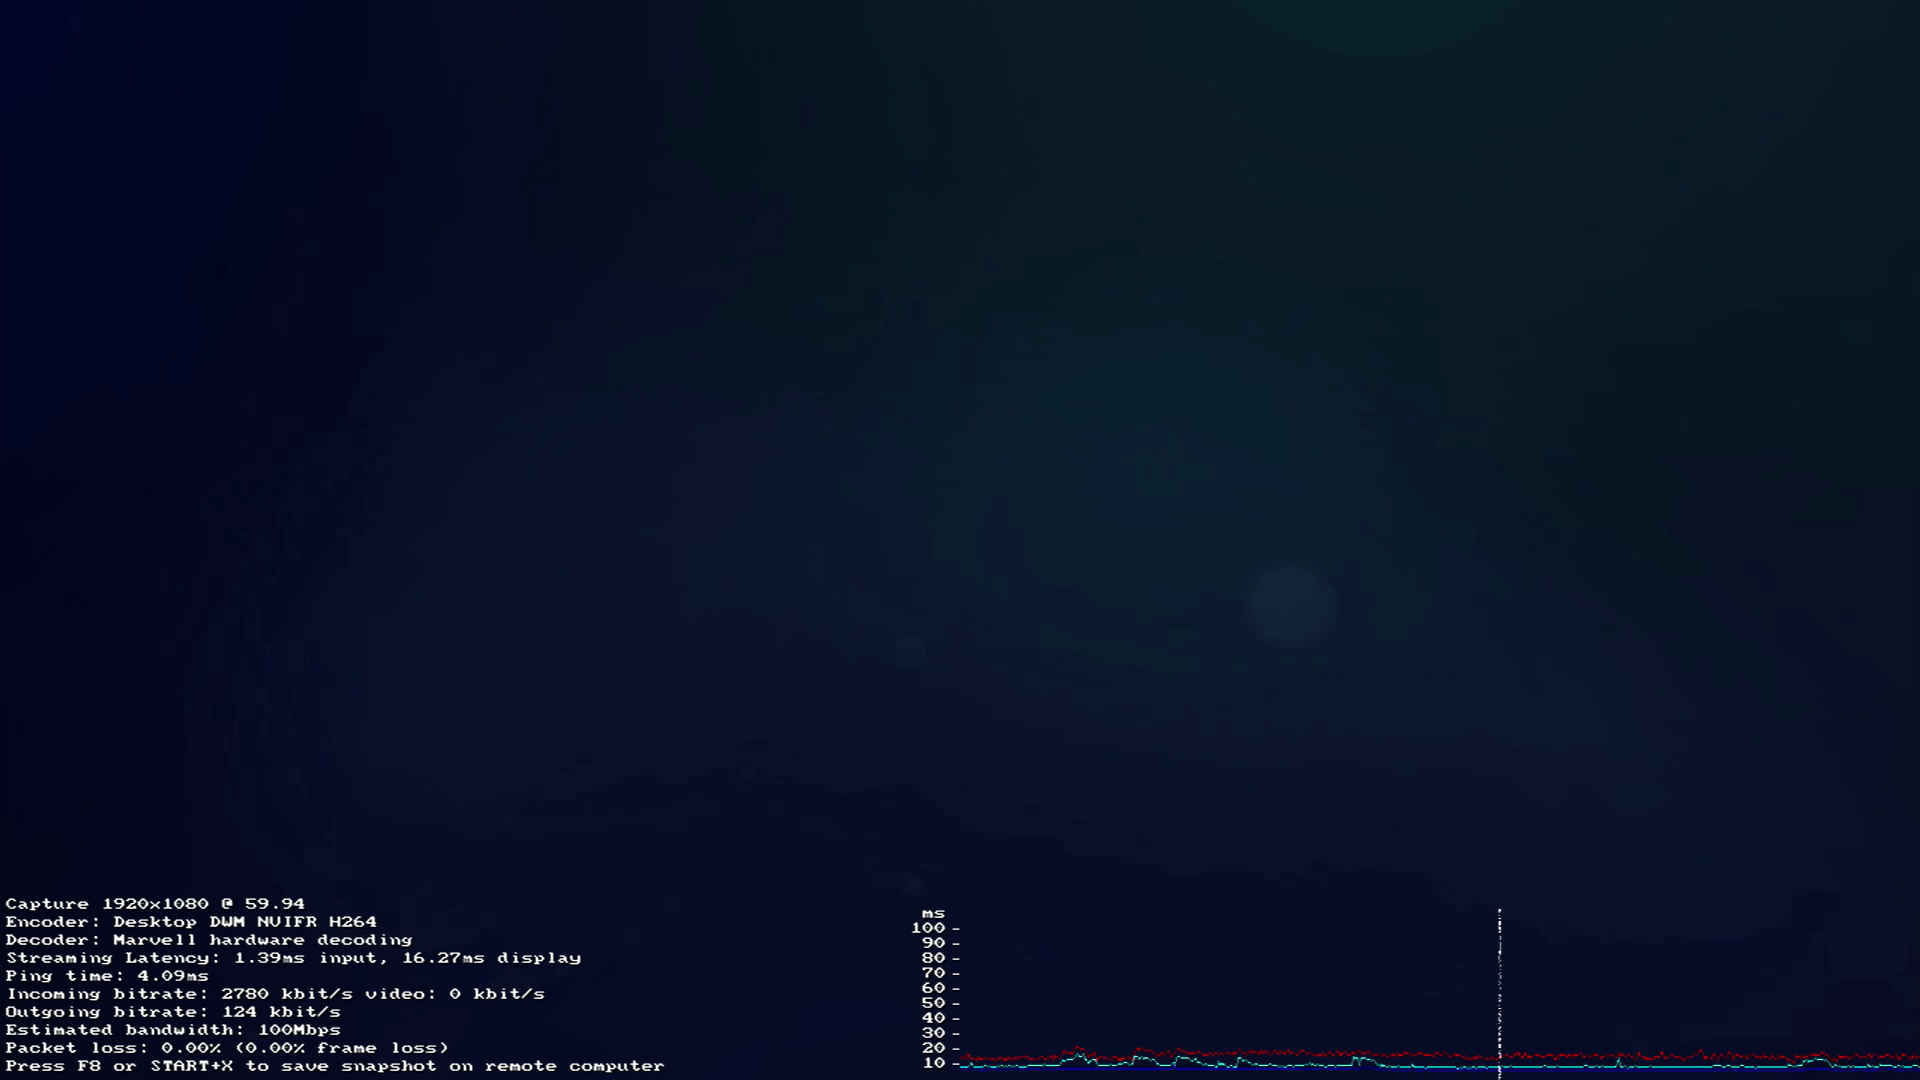 Capture 1920x1080 @ 59.94
Encoder: Desktop DWM NVIFR H264
Decoder: Marvell hardware decoding
Streaming Latency: 1.39ms input, 16.27ms display
Ping time: 4.09ms
Incoming bitrate: 2780 kbit/s video: 0 kbit/s
Outgoing bitrate: 124 kbit/s
Estimated bandwidth: 100Mbps
Packet loss: 0.00% (0.00% frame loss)
Press F8 or START+X to save snapshot on remote computer
ms
100 -
90 -
80 -
70 -
60 -
50 -
40 -
30 -
20 -
10 -